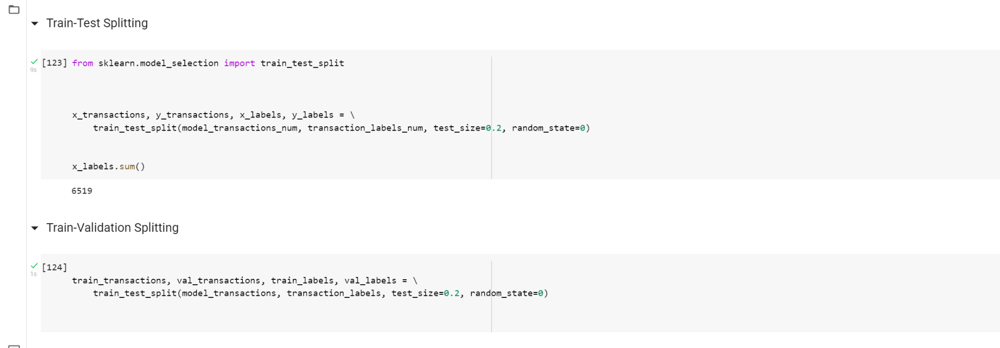 Train-Test Splitting
[123] from sklearn.model_selection import train_test_split
9s
x_transactions, y_transactions, x_labels, y_labels = \
train_test_split(model_transactions_num, transaction_labels_num, test_size=0.2, random_state=0)
x_labels.sum()
6519
Train-Validation Splitting
[124]
1s
train_transactions, val_transactions, train_labels, val_labels = \
train_test_split(model_transactions, transaction_labels, test_size=0.2, random_state=0)